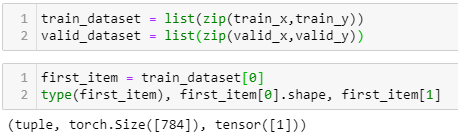 1 train_dataset = list(zip(train_x,train_y))
2 valid_dataset = list(zip(valid_x,valid_y))
1 first_item = train_dataset[0]
2 type(first_item), first_item[0].shape, first_item[1]
(tuple, torch.Size([784]), tensor([1]))